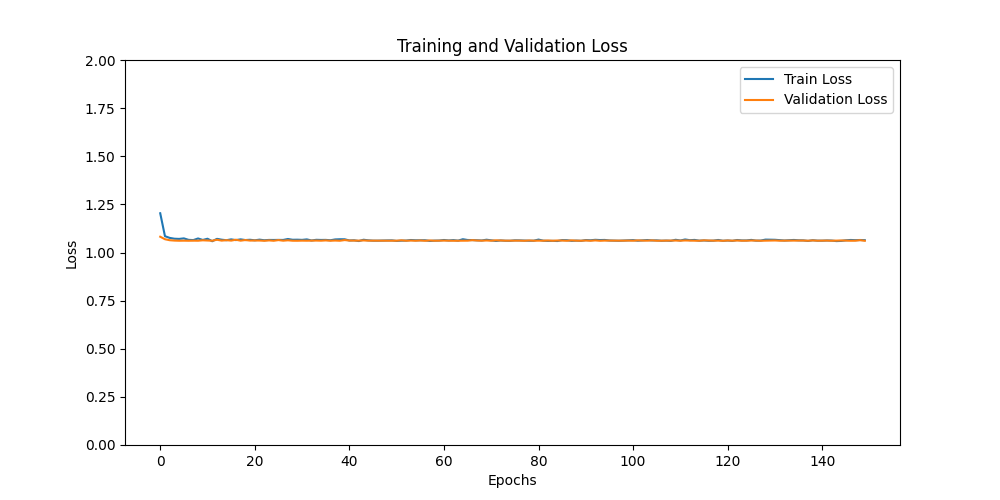 Training and Validation Loss
2.00
1.75
1.50
1.25
1.00
0.75
0.50
0.25
0.00
Loss
Train Loss
Validation Loss
0 20 40 60 80 100 120 140
Epochs